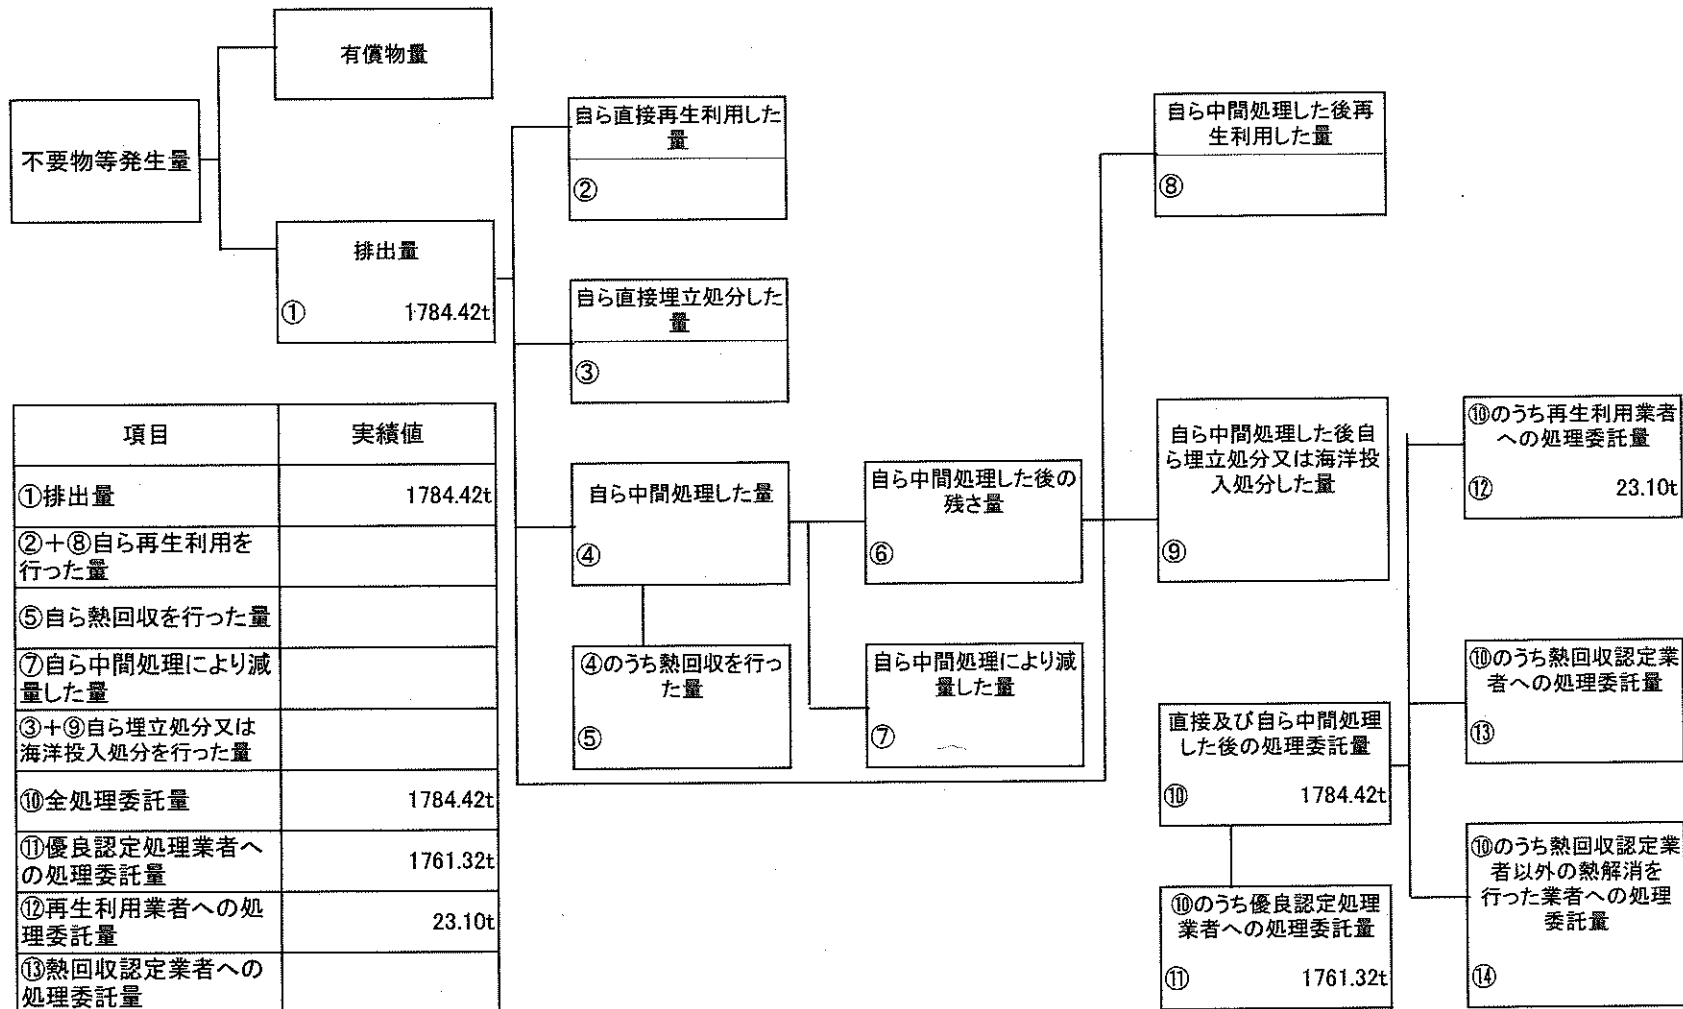 有償物量
不要物等発生量
排出量
① 1784.42t
自ら直接再生利用した
量
②
自ら直接埋立処分した
量
③
自ら中間処理した量
④
④のうち熱回収を行っ
た量
⑤
自ら中間処理した後の
残さ量
⑥
自ら中間処理により減
量した量
⑦
自ら中間処理した後再
生利用した量
⑧
自ら中間処理した後自
ら埋立処分又は海洋投
入処分した量
⑨
直接及び自ら中間処理
した後の処理委託量
⑩ 1784.42t
⑩のうち優良認定処理
業者への処理委託量
⑪ 1761.32t
⑩のうち再生利用業者
への処理委託量
⑫ 23.10t
⑩のうち熱回収認定業
者への処理委託量
⑬
⑩のうち熱回収認定業
者以外の熱解消を
行った業者への処理
委託量
⑭
項目 実績値
①排出量 1784.42t
②+⑧自ら再生利用を
行った量
⑤自ら熱回収を行った量
⑦自ら中間処理により減
量した量
③+⑨自ら埋立処分又は
海洋投入処分を行った量
⑩全処理委託量 1784.42t
⑪優良認定処理業者へ
の処理委託量 1761.32t
⑫再生利用業者への処
理委託量 23.10t
⑬熱回収認定業者への
処理委託量